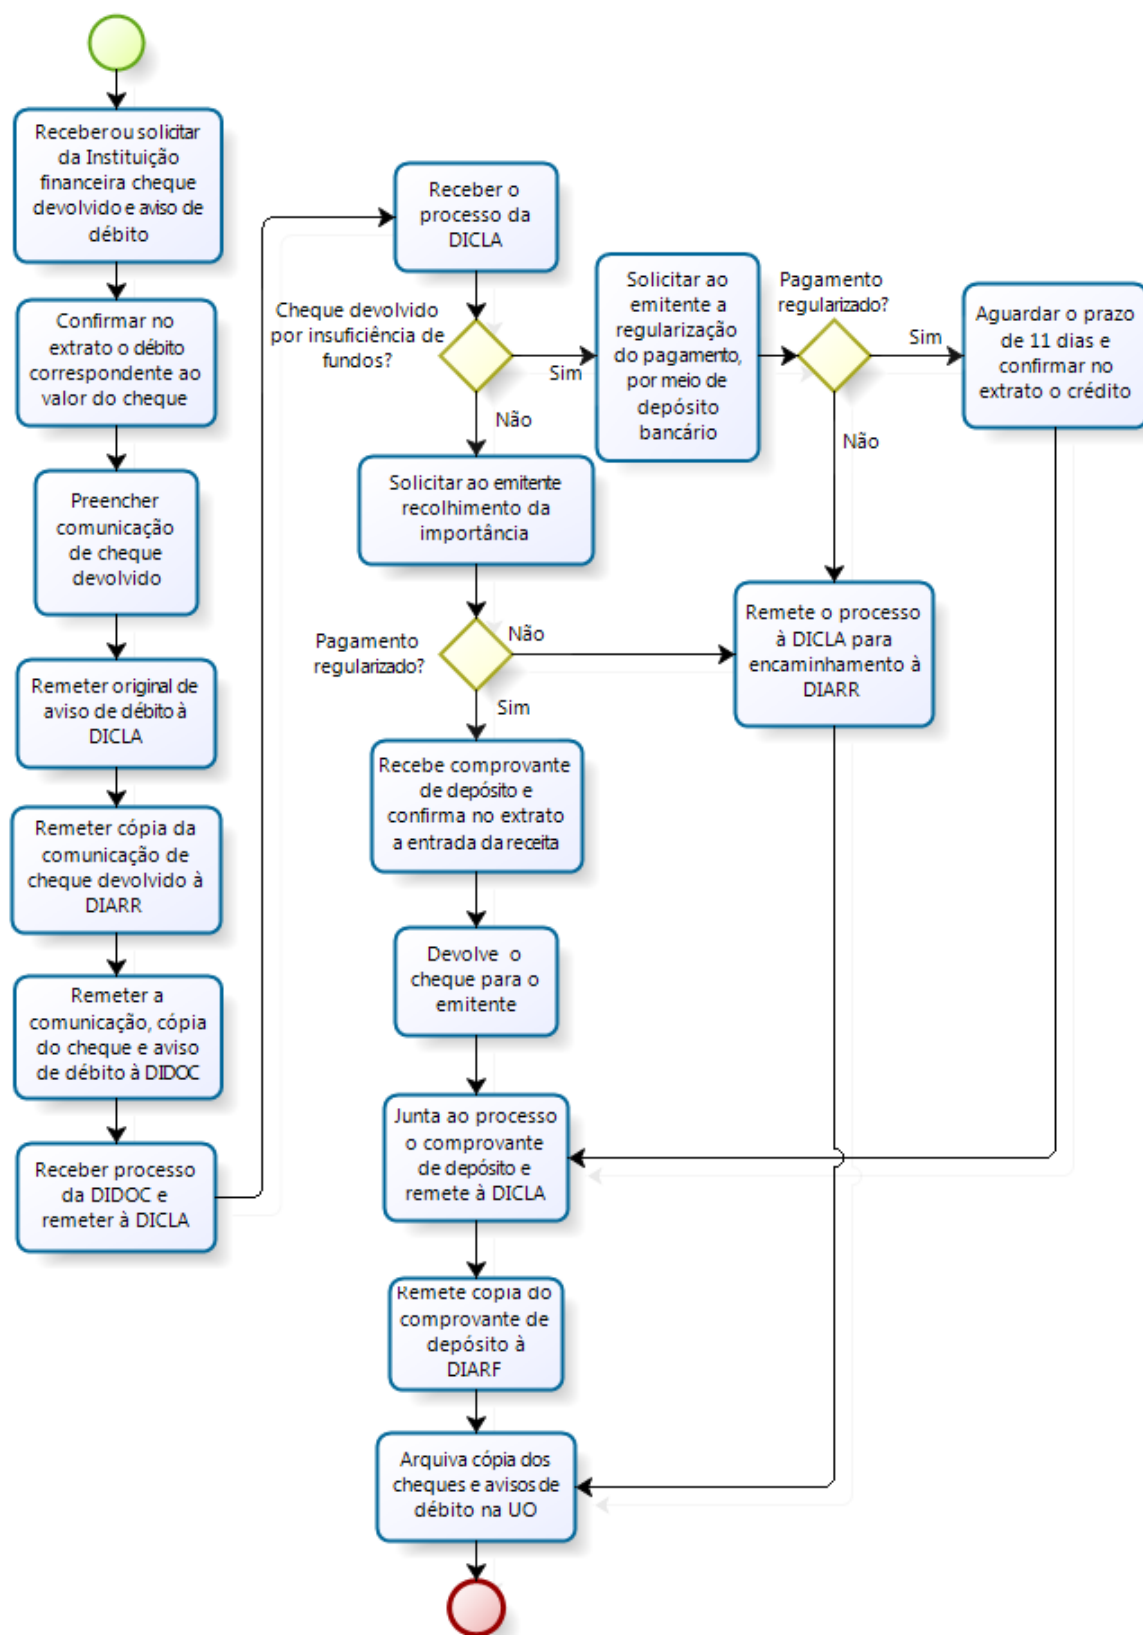 Receber ou solicitar
da Instituição
financeira cheque
devolvido e aviso de
débito
Confirmar no
extrato o débito
correspondente ao
valor do cheque
Preencher
comunicação
de cheque
devolvido
Remeter original de
aviso de débito à
DICLA
Remeter cópia da
comunicação de
cheque devolvido à
DIARR
Remeter a
comunicação, cópia
do cheque e aviso
de débito à DIDOC
Receber processo
da DIDOC e
remeter à DICLA
Receber o
processo da
DICLA
Cheque devolvido
por insuficiência de
fundos?
Sim
Não
Solicitar ao
emitente a
regularização
do pagamento,
por meio de
depósito
bancário
Pagamento
regularizado?
Sim
Não
Aguardar o prazo
de 11 dias e
confirmar no
extrato o crédito
Solicitar ao emitente
recolhimento da
importância
Pagamento
regularizado?
Não
Sim
Remete o processo
à DICLA para
encaminhamento à
DIARR
Recebe comprovante
de depósito e
confirma no extrato
a entrada da receita
Devolve o
cheque para o
emitente
Junta ao processo
o comprovante
de depósito e
remete à DICLA
Remete copia do
comprovante de
depósito à
DIARF
Arquiva cópia dos
cheques e avisos de
débito na UO